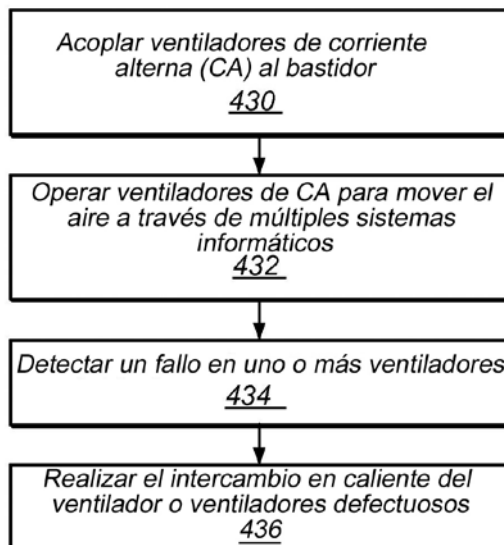 Acoplar ventiladores de corriente
alterna (CA) al bastidor
430
Operar ventiladores de CA para mover el
aire a través de múltiples sistemas
informáticos
432
Detectar un fallo en uno o más ventiladores
434
Realizar el intercambio en caliente del
ventilador o ventiladores defectuosos
436